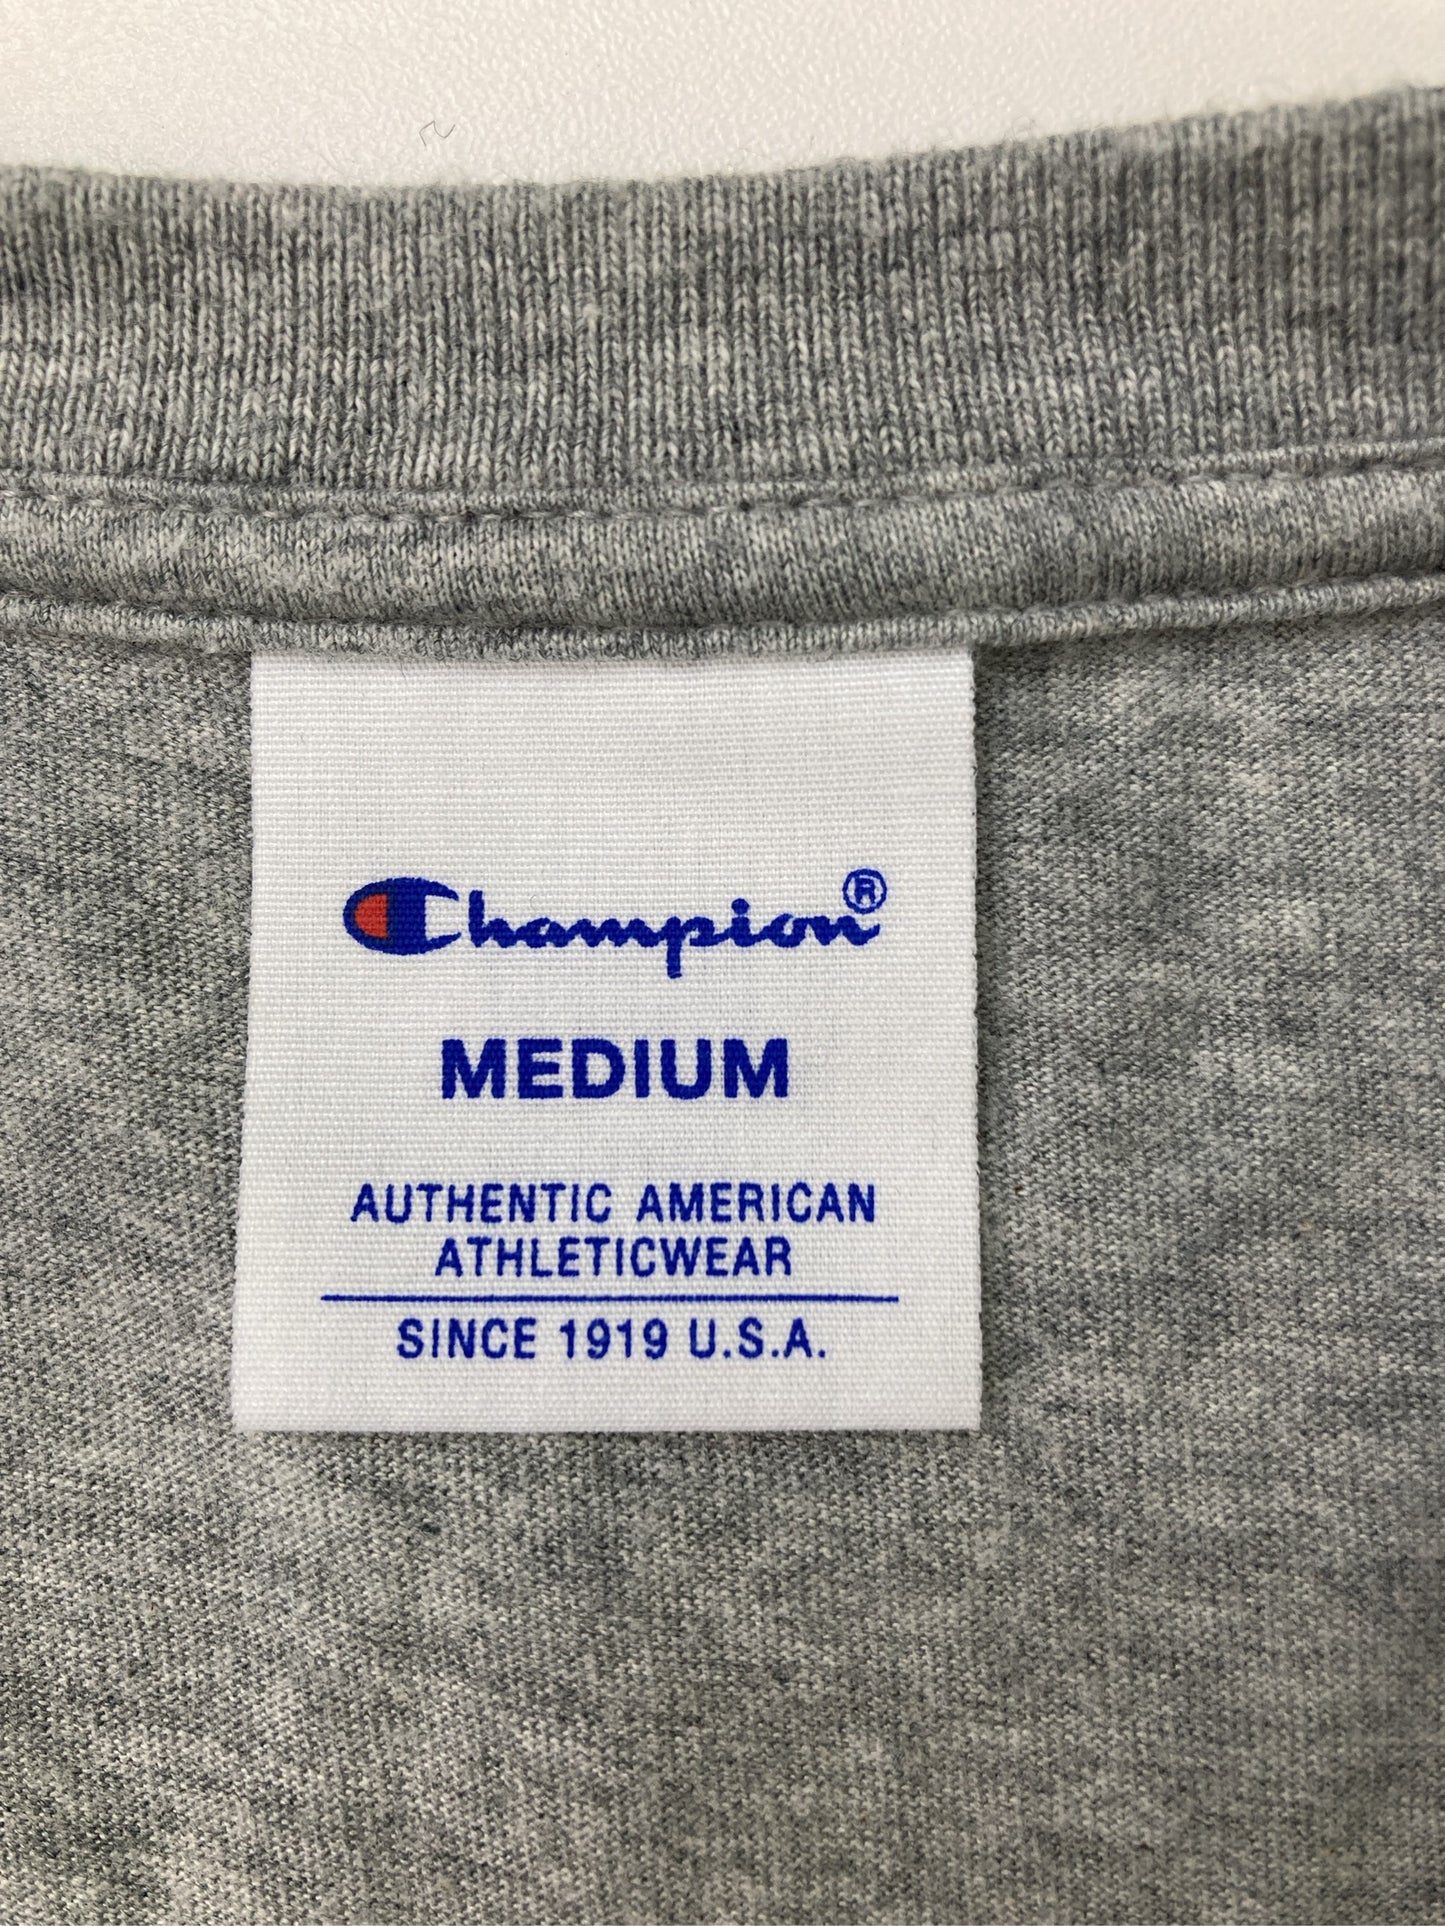 Champion®
MEDIUM
AUTHENTIC AMERICAN
ATHLETICWEAR
SINCE 1919 U.S.A.